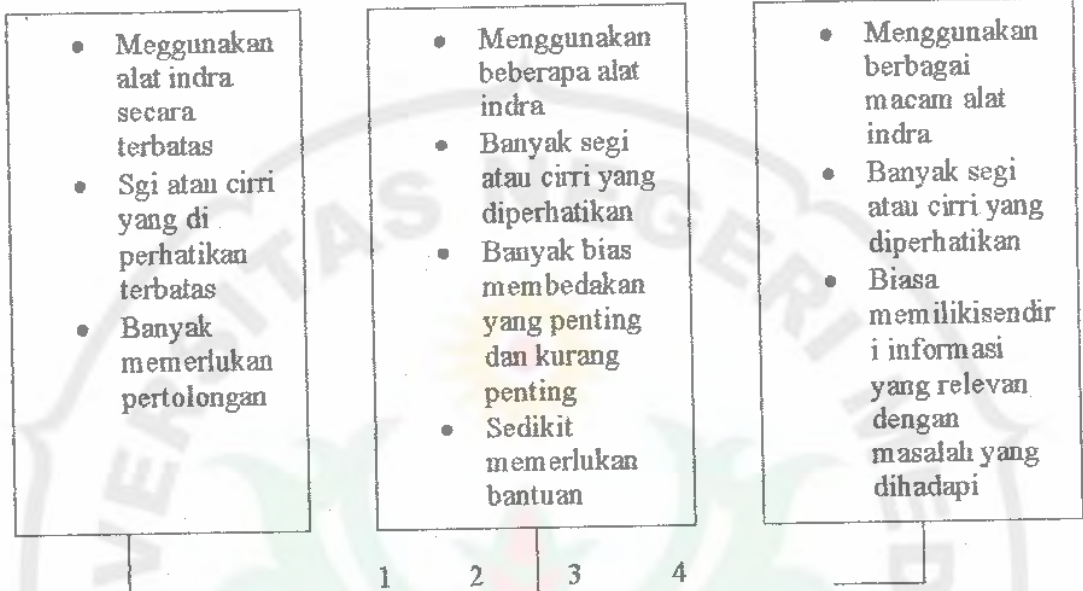 • Meggunakan
alat indra
secara
terbatas
• Sgi atau cirri
yang di
perhatikan
terbatas
• Banyak
memerlukan
pertolongan
• Menggunakan
beberapa alat
indra
• Banyak segi
atau cirri yang
diperhatikan
• Banyak bias
membedakan
yang penting
dan kurang
penting
• Sedikit
memerlukan
bantuan
• Menggunakan
berbagai
macam alat
indra
• Banyak segi
atau cirri yang
diperhatikan
• Biasa
memilikisendir
i informasi
yang relevan
dengan
masalah yang
dihadapi
1 2 3 4
VERSITAS NEGERI